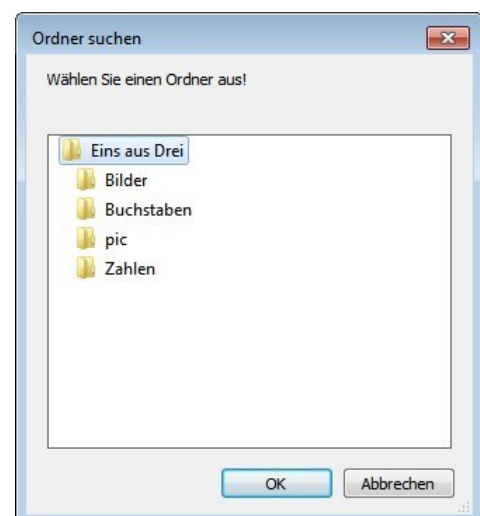 Ordner suchen
Wählen Sie einen Ordner aus!
Eins aus Drei
Bilder
Buchstaben
pic
Zahlen
OK Abbrechen